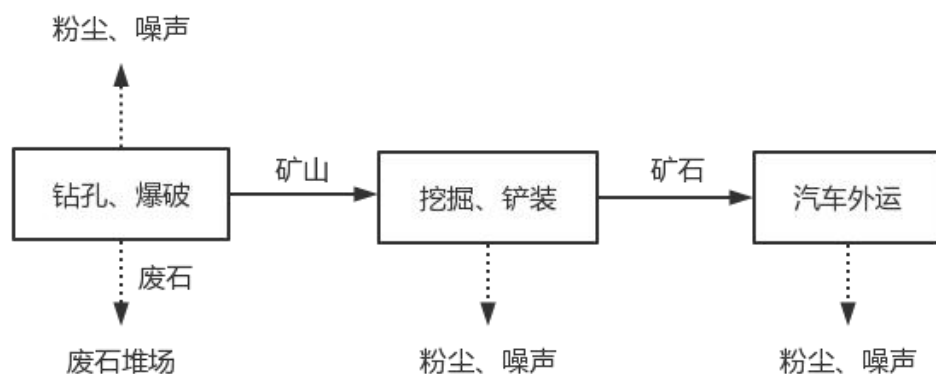 粉尘、噪声
钻孔、爆破
矿山
挖掘、铲装
矿石
汽车外运
废石
废石堆场
粉尘、噪声
粉尘、噪声